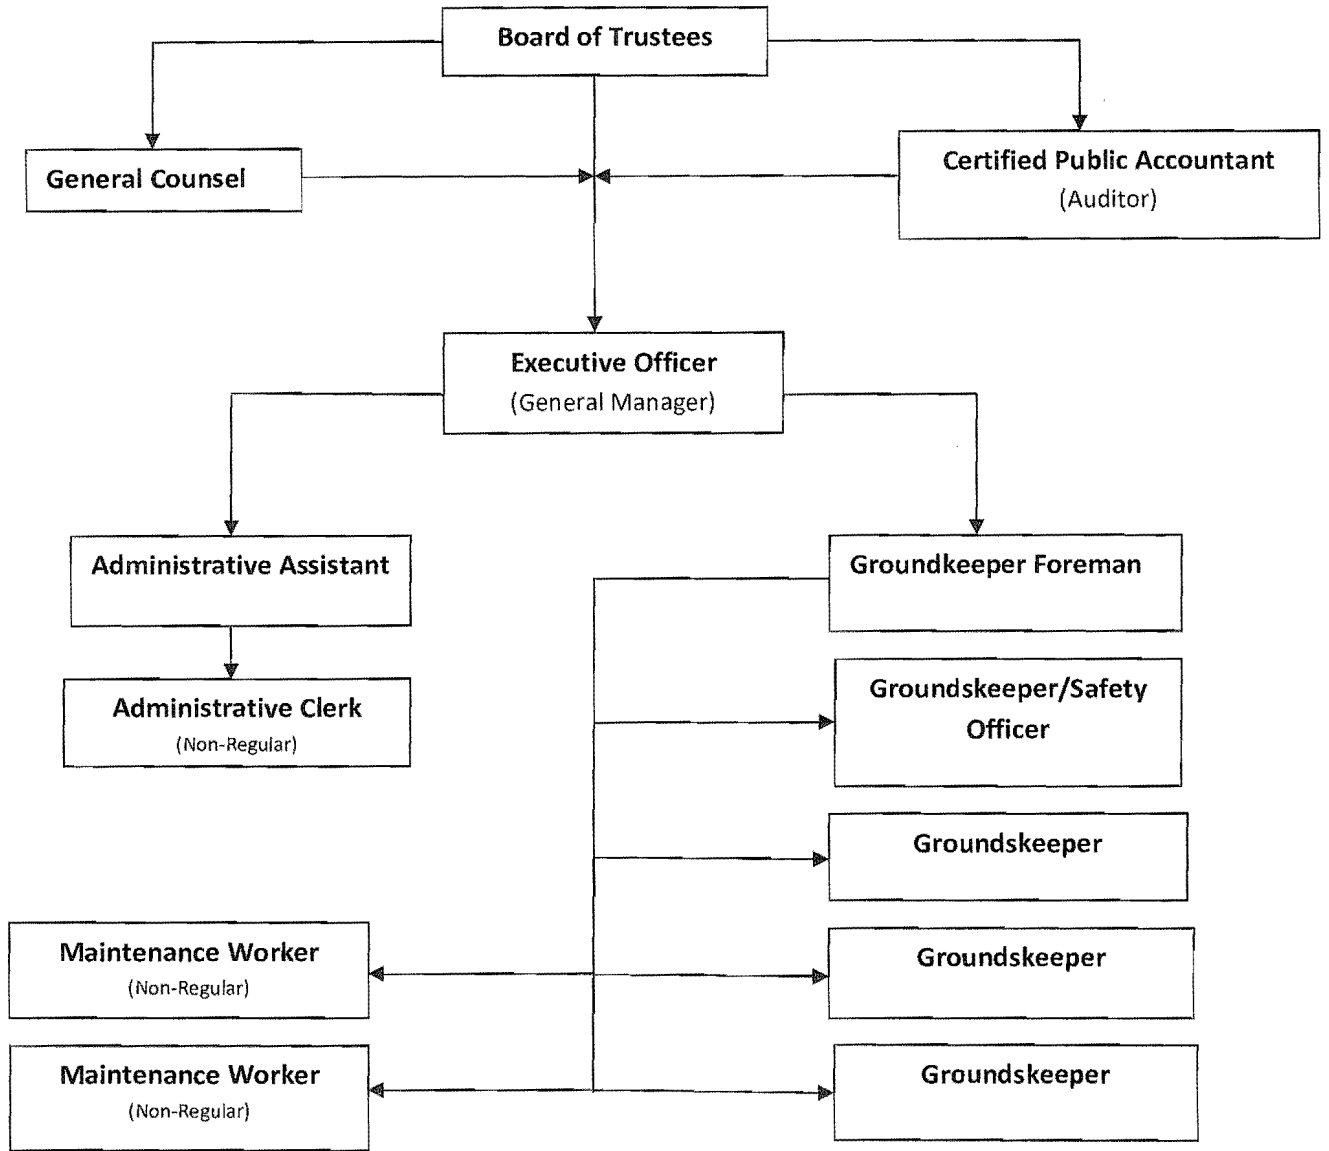 Board of Trustees
General Counsel
Certified Public Accountant
(Auditor)
Executive Officer
(General Manager)
Administrative Assistant
Groundkeeper Foreman
Administrative Clerk
(Non-Regular)
Groundskeeper/Safety
Officer
Groundskeeper
Maintenance Worker
(Non-Regular)
Groundskeeper
Maintenance Worker
(Non-Regular)
Groundskeeper